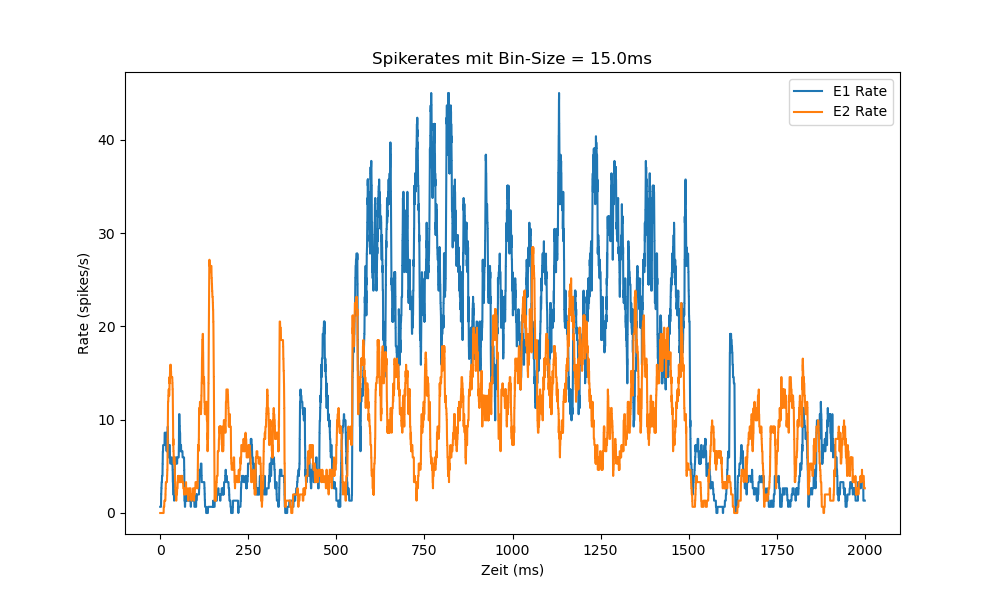 Spikerates mit Bin-Size = 15.0ms
E1 Rate
E2 Rate
Rate (spikes/s)
40
30
20
10
0
0 250 500 750 1000 1250 1500 1750 2000
Zeit (ms)